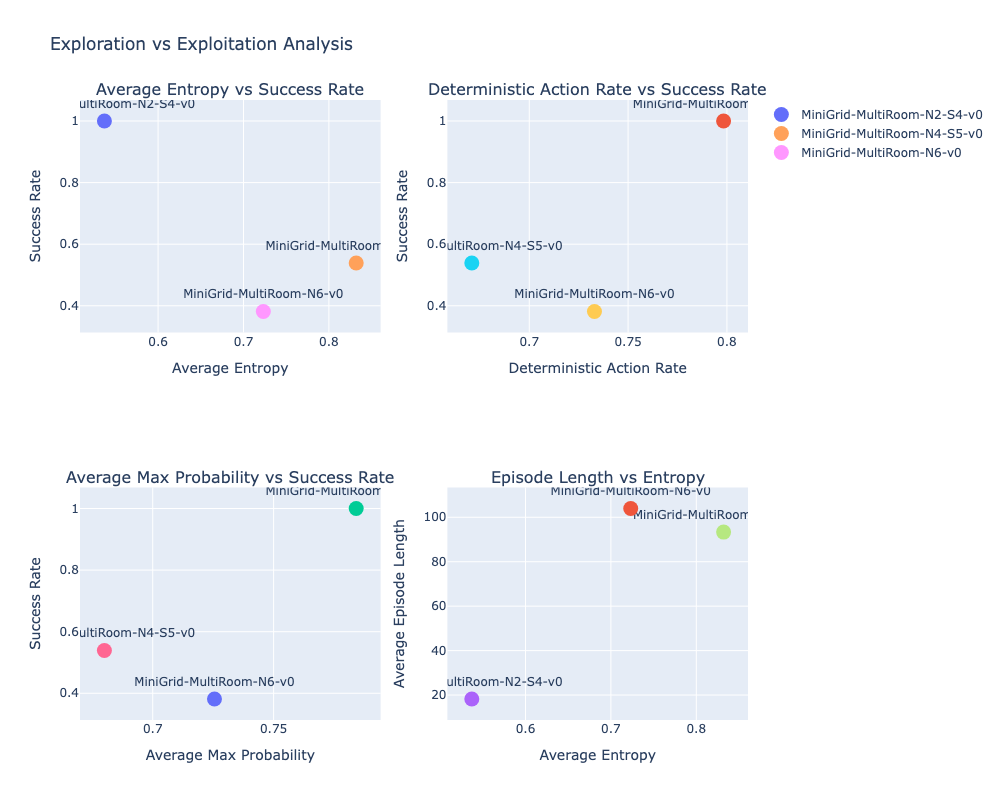 Exploration vs Exploitation Analysis
Average Entropy vs Success Rate
ultiRoom-N2-S4-v0
MiniGrid-MultiRoom
MiniGrid-MultiRoom-N6-v0
1
0.8
0.6
0.4
Success Rate
0.6
0.7
0.8
Average Entropy
Deterministic Action Rate vs Success Rate
MiniGrid-MultiRoom
ultiRoom-N4-S5-v0
MiniGrid-MultiRoom-N6-v0
1
0.8
0.6
0.4
Success Rate
0.7
0.75
0.8
Deterministic Action Rate
MiniGrid-MultiRoom-N2-S4-v0
MiniGrid-MultiRoom-N4-S5-v0
MiniGrid-MultiRoom-N6-v0
Average Max Probability vs Success Rate
MiniGrid-MultiRoom
ultiRoom-N4-S5-v0
MiniGrid-MultiRoom-N6-v0
1
0.8
0.6
0.4
Success Rate
0.7
0.75
Average Max Probability
Episode Length vs Entropy
MiniGrid-MultiRoom-N6-v0
MiniGrid-MultiRoom
ultiRoom-N2-S4-v0
100
80
60
40
20
Average Episode Length
0.6
0.7
0.8
Average Entropy